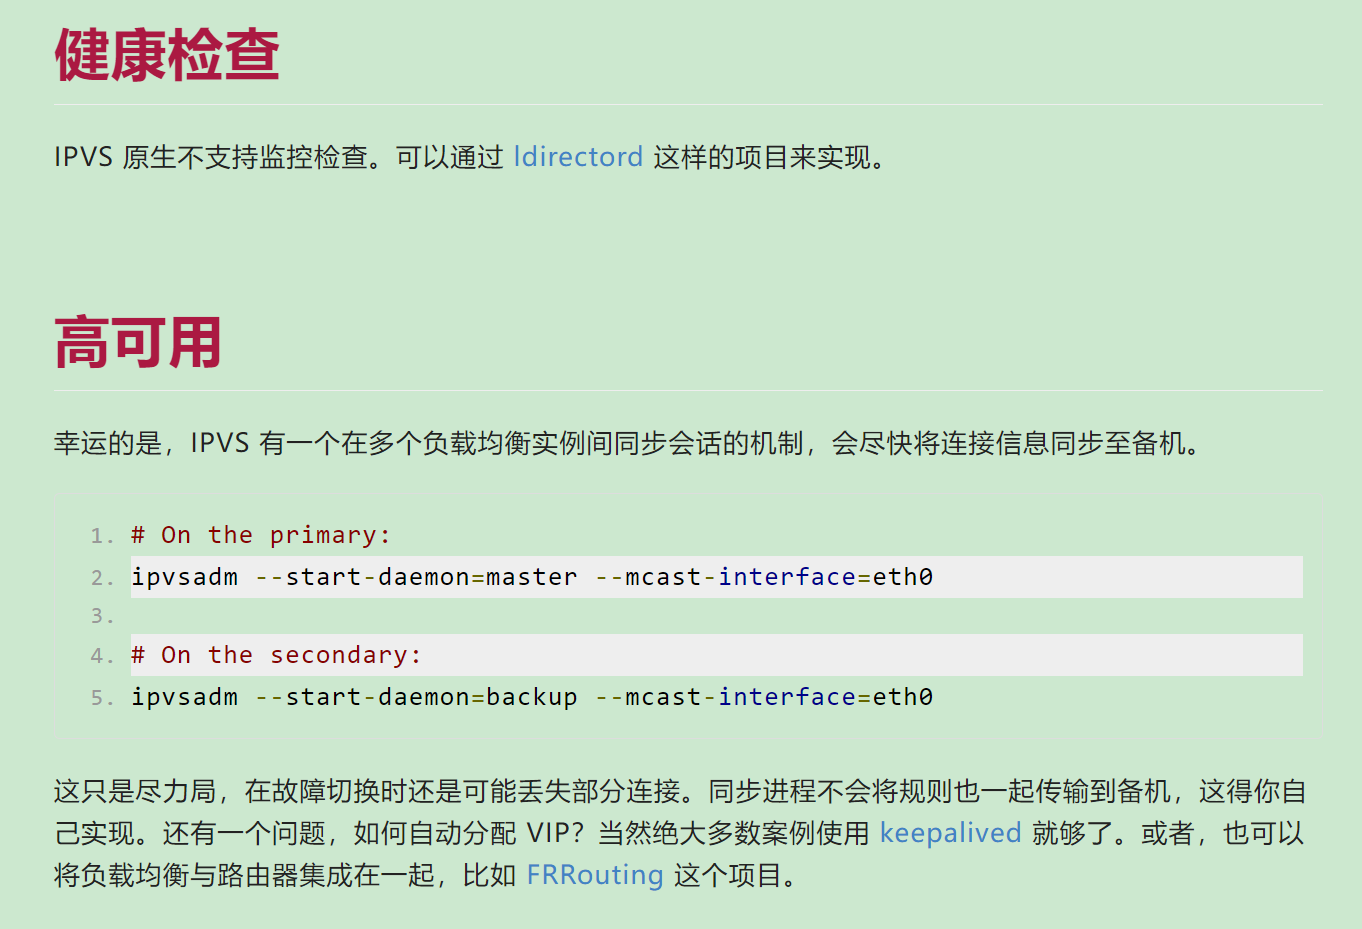 健康检查
IPVS 原生不支持监控检查。可以通过 ldirectord 这样的项目来实现。
高可用
幸运的是，IPVS 有一个在多个负载均衡实例间同步会话的机制，会尽快将连接信息同步至备机。
1. # On the primary:
2. ipvsadm --start-daemon=master --mcast-interface=eth0
3.
4. # On the secondary:
5. ipvsadm --start-daemon=backup --mcast-interface=eth0
这只是尽力局，在故障切换时还是可能丢失部分连接。同步进程不会将规则也一起传输到备机，这得你自
己实现。还有一个问题，如何自动分配 VIP？当然绝大多数案例使用 keepalived 就够了。或者，也可以
将负载均衡与路由器集成在一起，比如 FRRouting 这个项目。